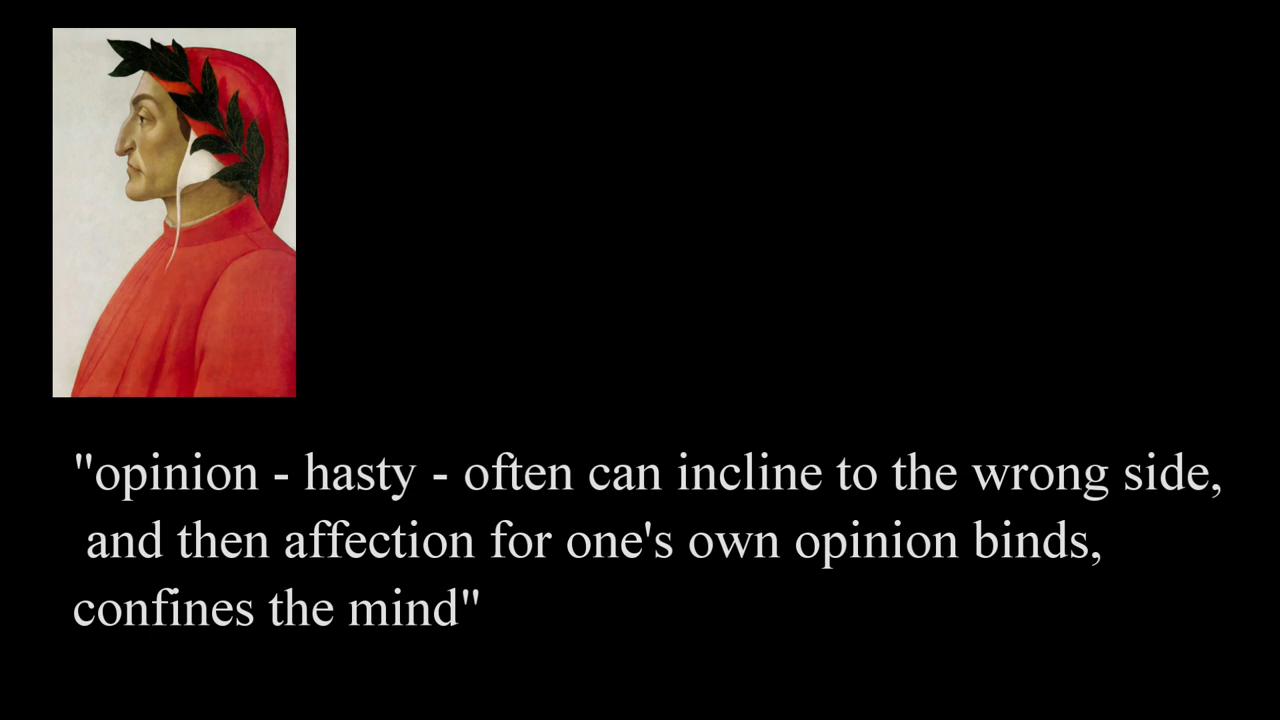 "opinion - hasty - often can incline to the wrong side,
and then affection for one's own opinion binds,
confines the mind"